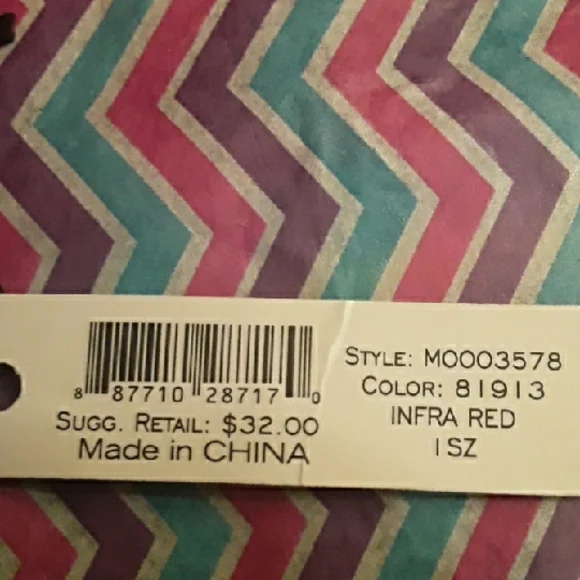 8 87710 28717 0
SUGG. RETAIL: $32.00
Made in CHINA
STYLE: M0003578
COLOR: 81913
INFRA RED
1 SZ